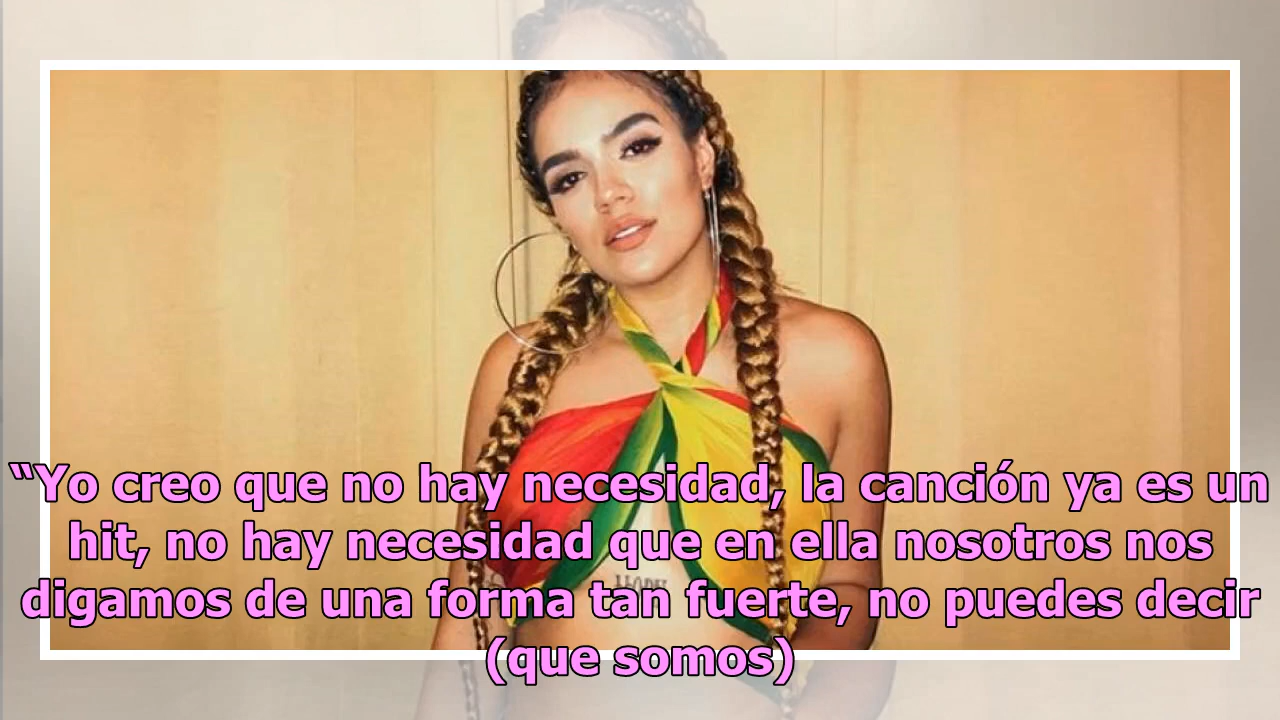 “Yo creo que no hay necesidad, la canción ya es un
hit, no hay necesidad que en ella nosotros nos
digamos de una forma tan fuerte, no puedes decir
(que somos)